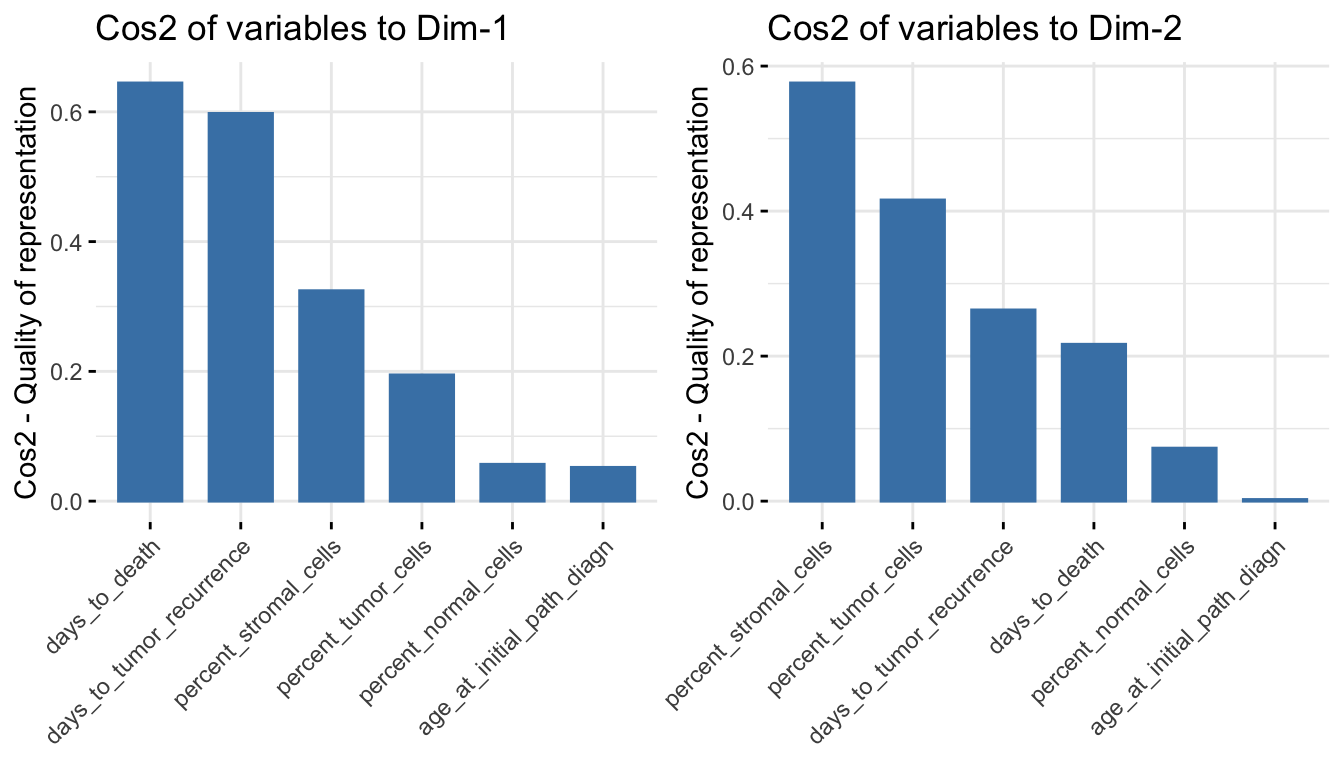 Cos2 of variables to Dim-1
Cos2 - Quality of representation
0.6
0.4
0.2
0.0
days_to_death
days_to_tumor_recurrence
percent_stromal_cells
percent_tumor_cells
percent_normal_cells
age_at_initial_path_diagn
Cos2 of variables to Dim-2
Cos2 - Quality of representation
0.6
0.4
0.2
0.0
percent_stromal_cells
percent_tumor_cells
days_to_tumor_recurrence
days_to_death
percent_normal_cells
age_at_initial_path_diagn